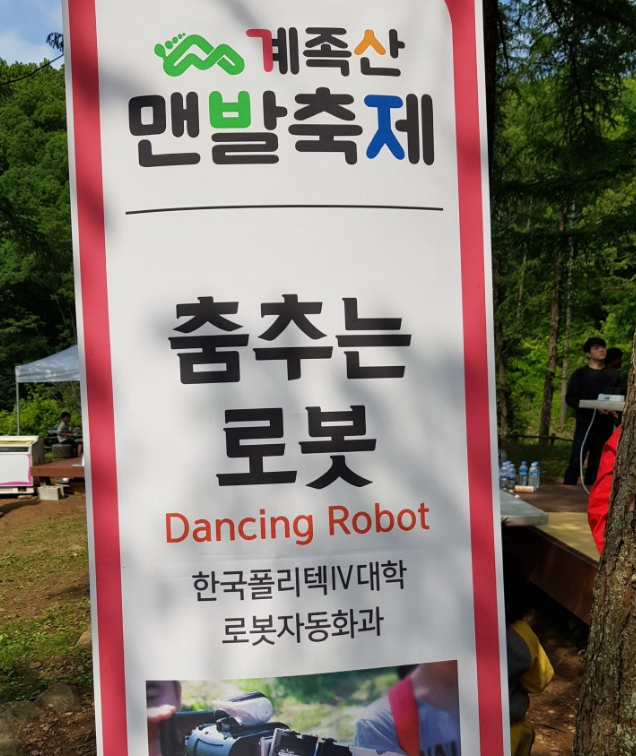 계족산
맨발축제
춤추는
로봇
Dancing Robot
한국폴리텍Ⅳ대학
로봇자동화과